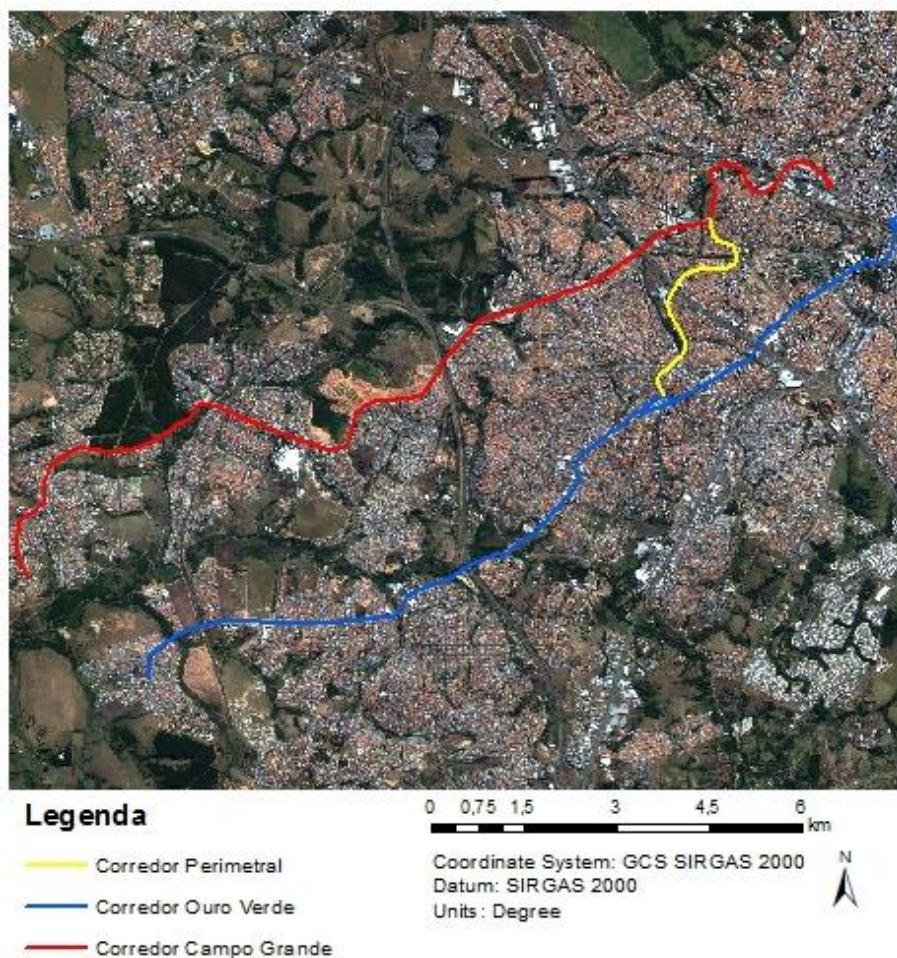 Legenda
Corredor Perimetral
Corredor Ouro Verde
Corredor Campo Grande
0 0,75 1,5 3 4,5 6
km
Coordinate System: GCS SIRGAS 2000
Datum: SIRGAS 2000
Units: Degree
N